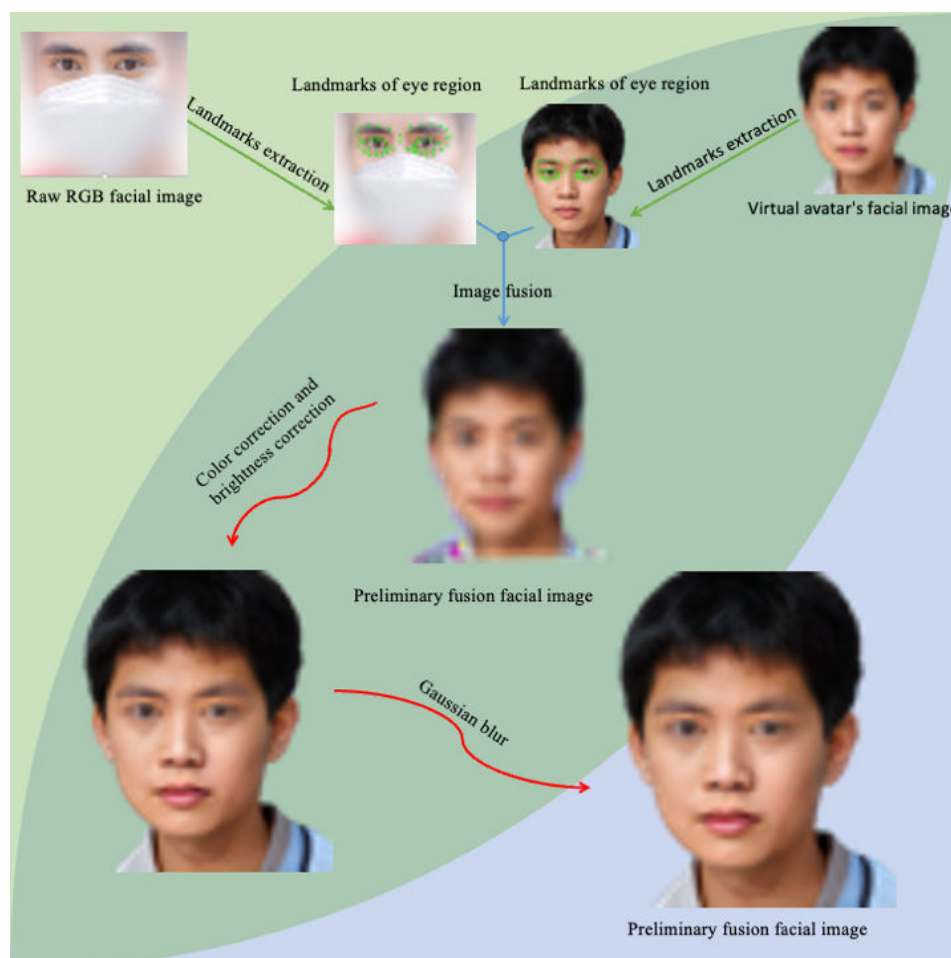 Landmarks of eye region
Landmarks of eye region
Landmarks extraction
Landmarks extraction
Raw RGB facial image
Virtual avatar's facial image
Image fusion
Color correction and
brightness correction
Preliminary fusion facial image
Gaussian blur
Preliminary fusion facial image